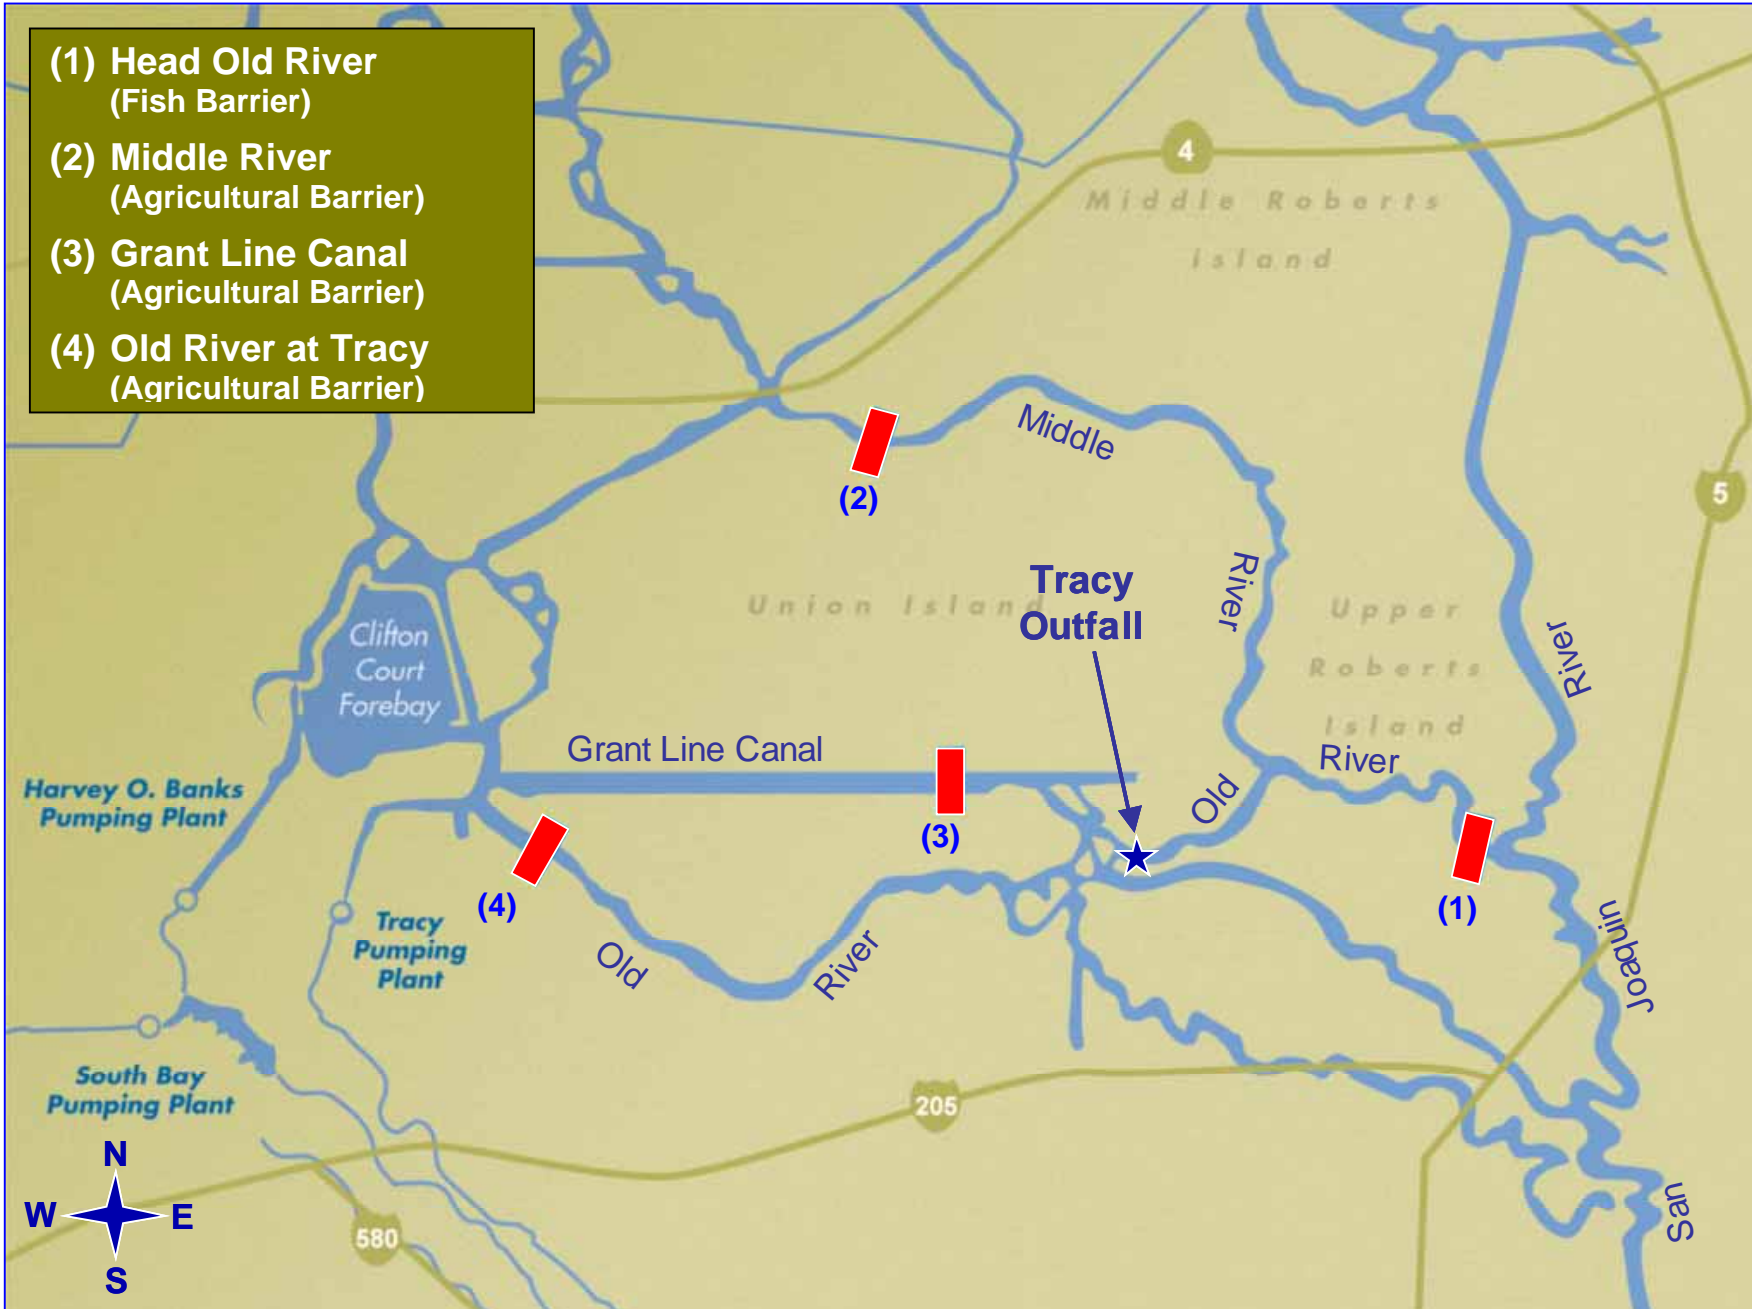 (1) Head Old River
(Fish Barrier)
(2) Middle River
(Agricultural Barrier)
(3) Grant Line Canal
(Agricultural Barrier)
(4) Old River at Tracy
(Agricultural Barrier)
4
Middle Roberts
island
5
Middle
River
(2)
Union Island
Tracy
Outfall
Upper
Roberts
Island
River
Clifton
Court
Forebay
Grant Line Canal
River
Old
Harvey O. Banks
Pumping Plant
(3)
(4)
(1)
Tracy
Pumping
Plant
Old
River
Joaquin
South Bay
Pumping Plant
205
San
N
W
E
S
580